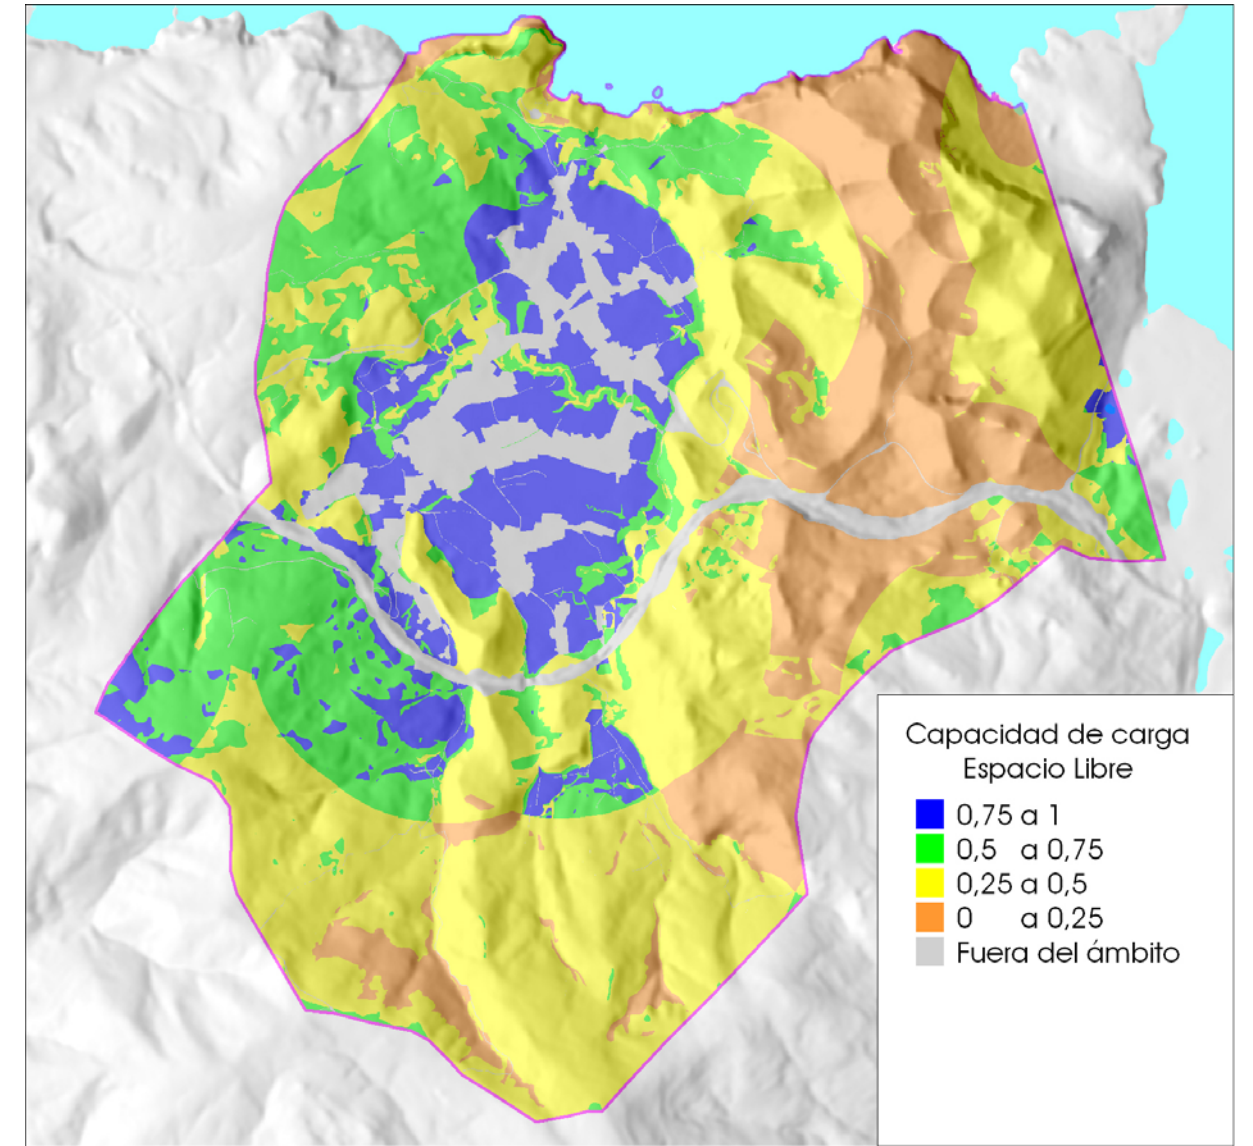 Capacidad de carga
Espacio Libre
0,75 a 1
0,5 a 0,75
0,25 a 0,5
0 a 0,25
Fuera del ámbito